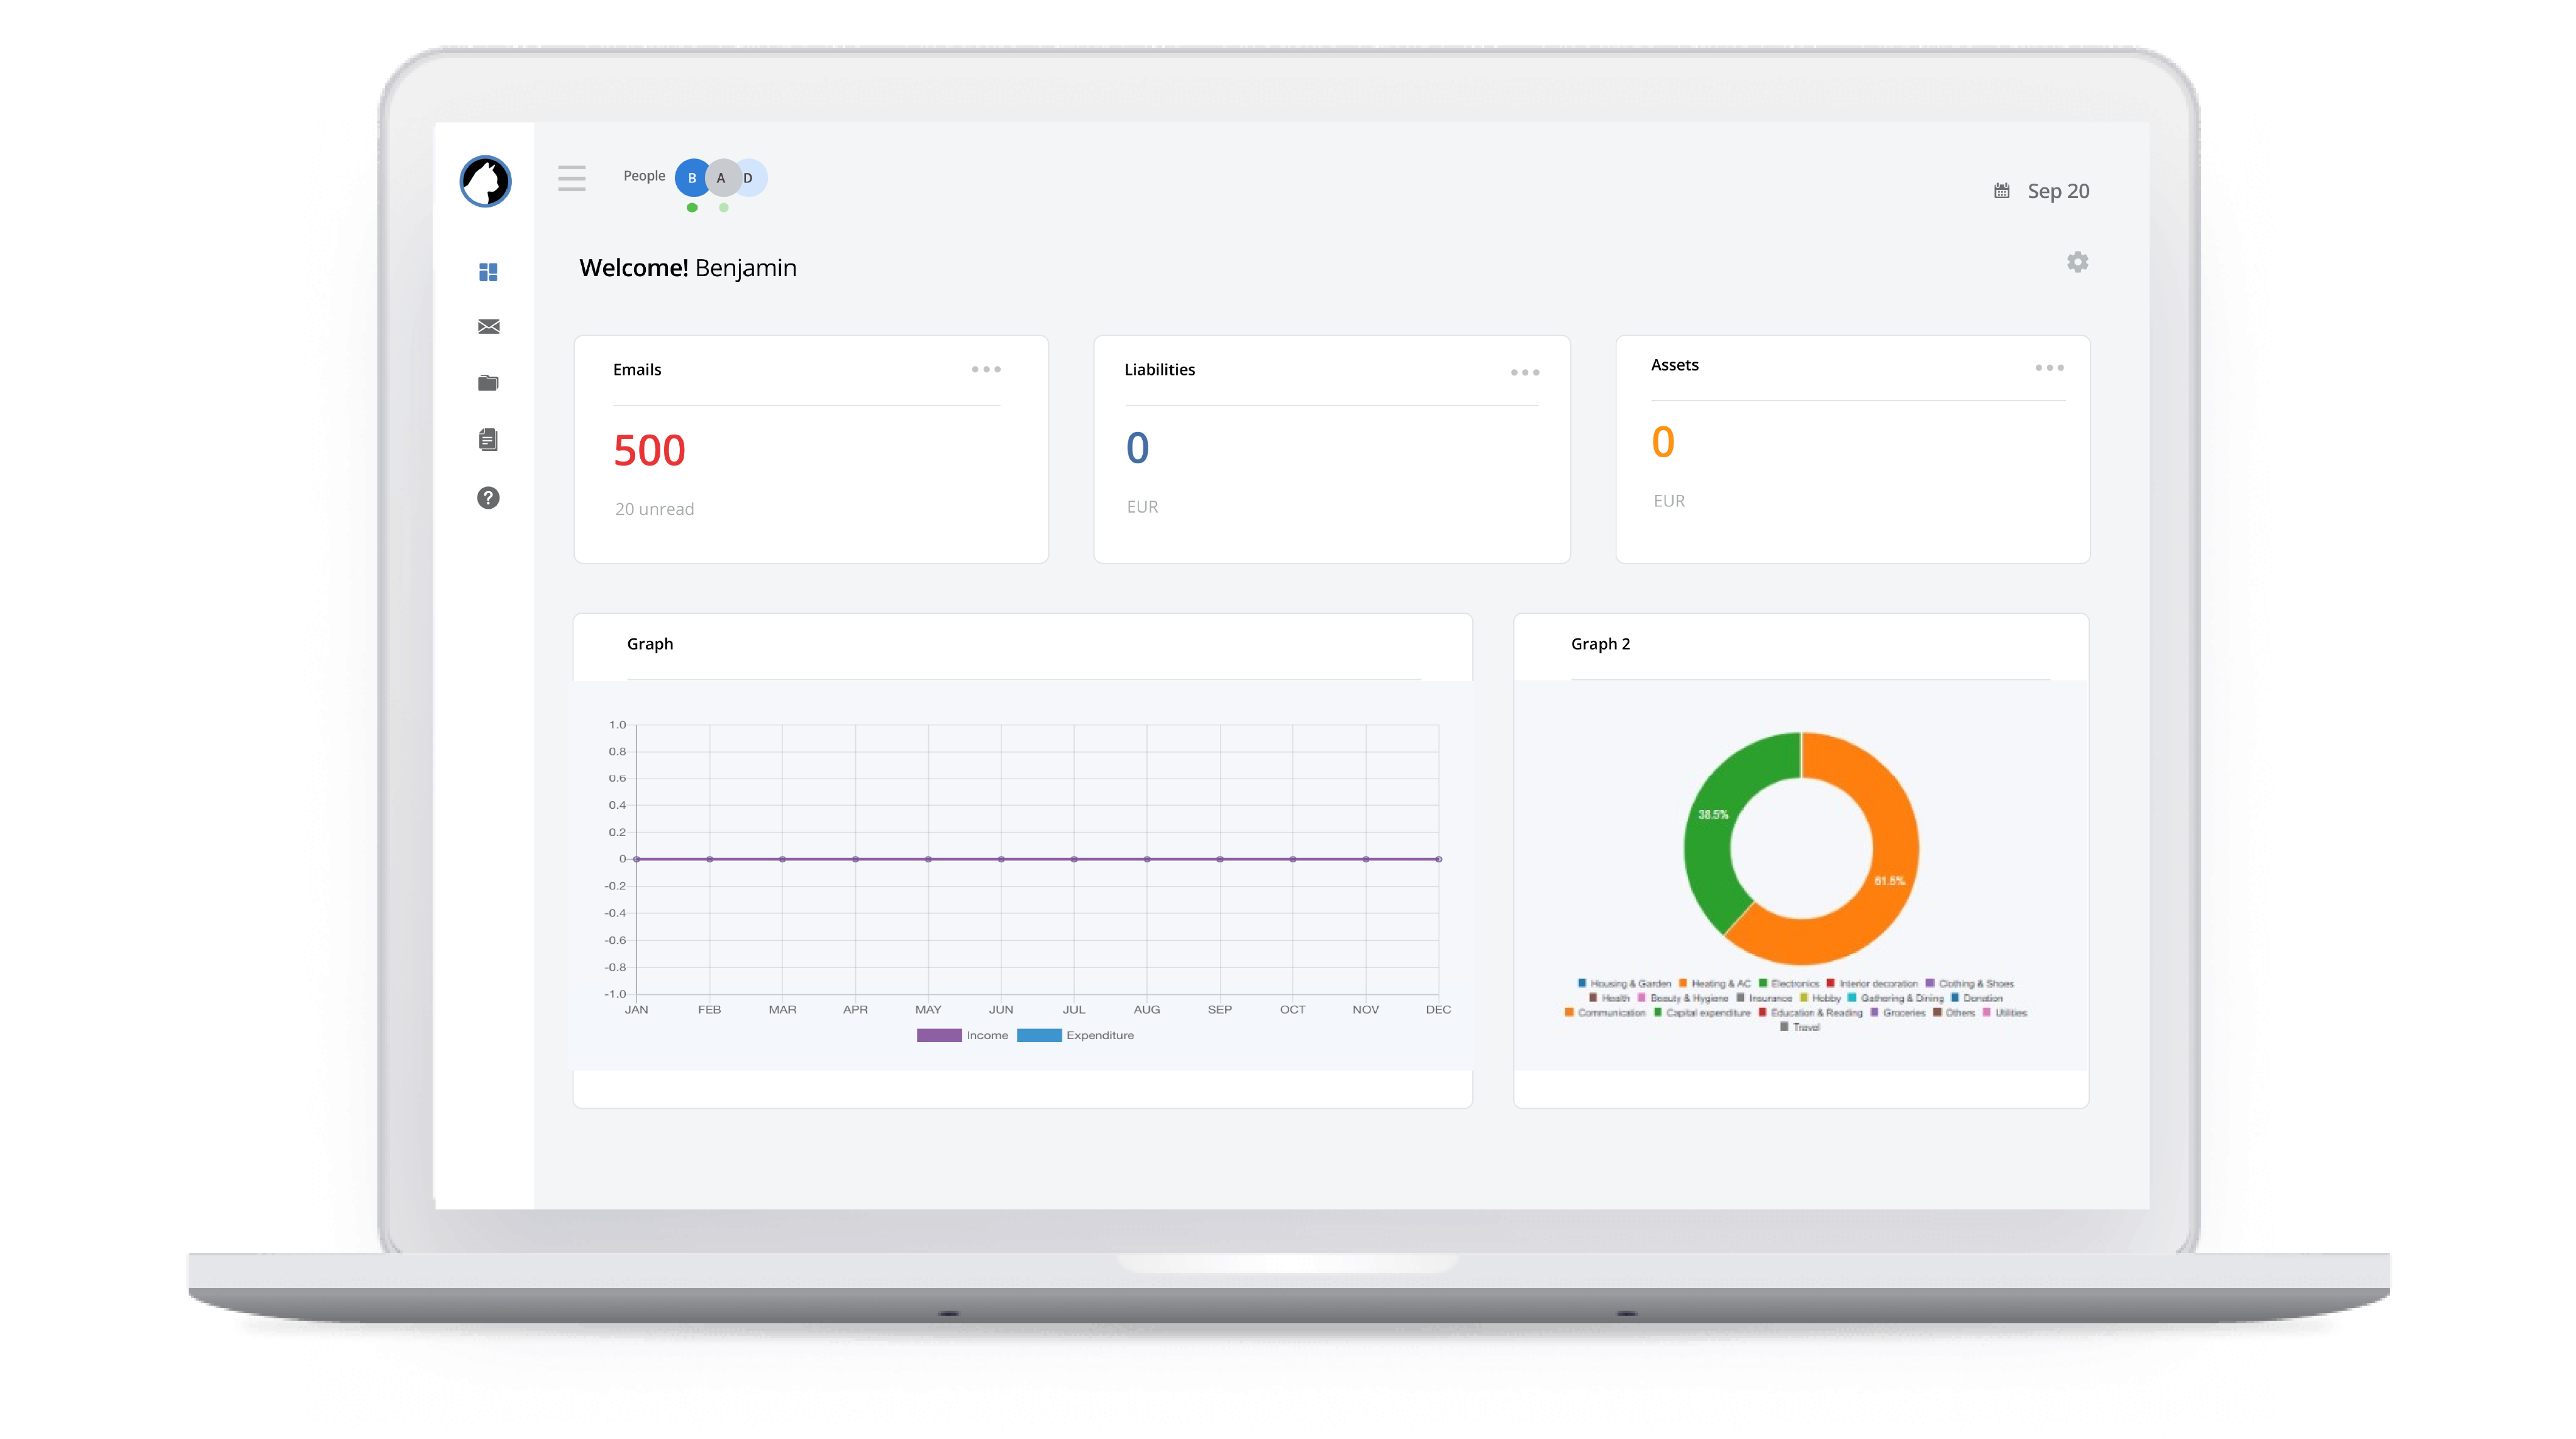 People B A D
Sep 20
Welcome! Benjamin
Emails
500
20 unread
Liabilities
0
EUR
Assets
0
EUR
?
Graph
1.0
0.8
0.6
0.4
0.2
0
-0.2
-0.4
-0.6
-0.8
-1.0
JAN FEB MAR APR MAY JUN JUL AUG SEP OCT NOV DEC
Income Expenditure
Graph 2
38.5%
61.5%
Housing & Garden Heating & AC Electronics Interior decoration Clothing & Shoes
Health Beauty & Hygiene Insurance Hobby Gathering & Dining Donation
Communication Capital expenditure Education & Reading Groceries Others Utilities
Travel